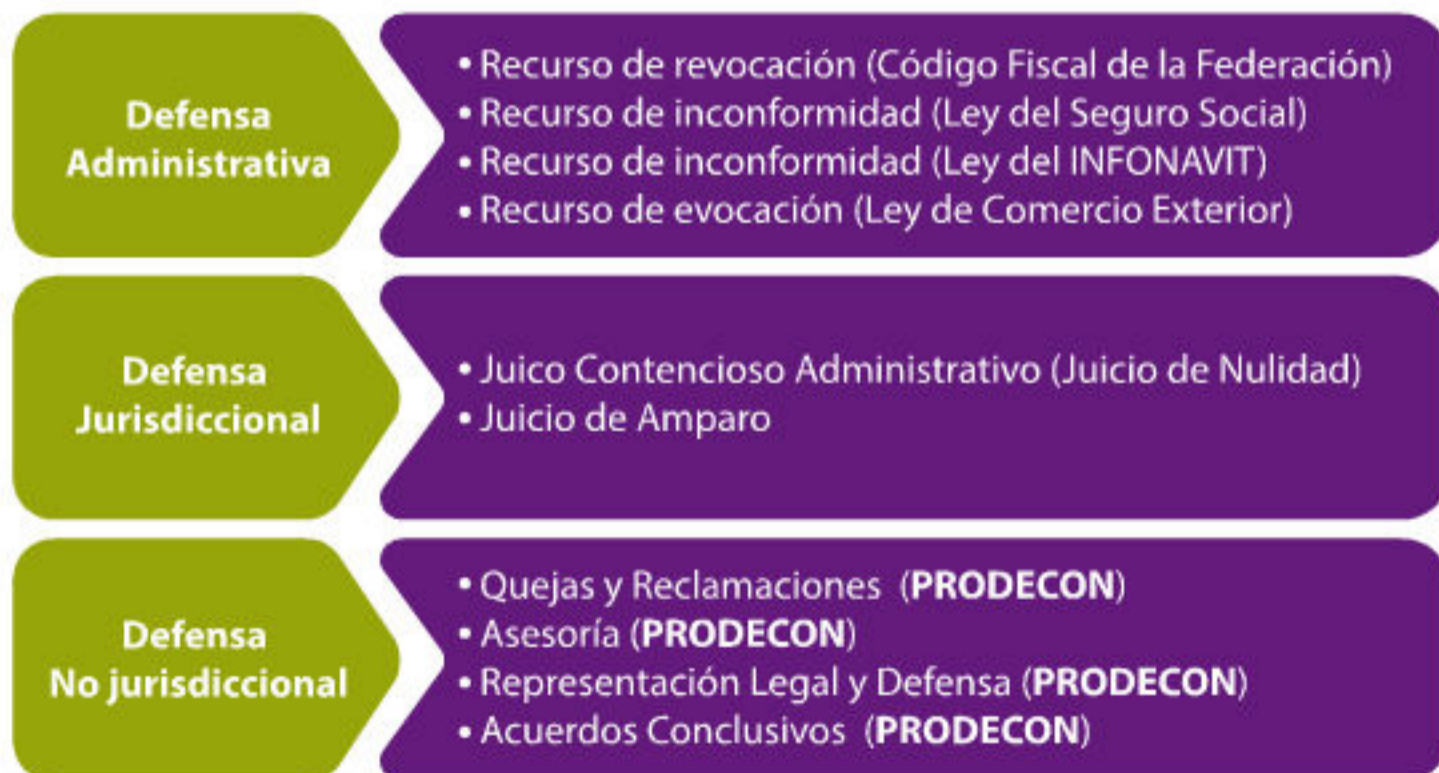 Defensa
Administrativa
• Recurso de revocación (Código Fiscal de la Federación)
• Recurso de inconformidad (Ley del Seguro Social)
• Recurso de inconformidad (Ley del INFONAVIT)
• Recurso de evocación (Ley de Comercio Exterior)
Defensa
Jurisdiccional
• Juico Contencioso Administrativo (Juicio de Nulidad)
• Juicio de Amparo
Defensa
No jurisdiccional
• Quejas y Reclamaciones (PRODECON)
• Asesoría (PRODECON)
• Representación Legal y Defensa (PRODECON)
• Acuerdos Conclusivos (PRODECON)